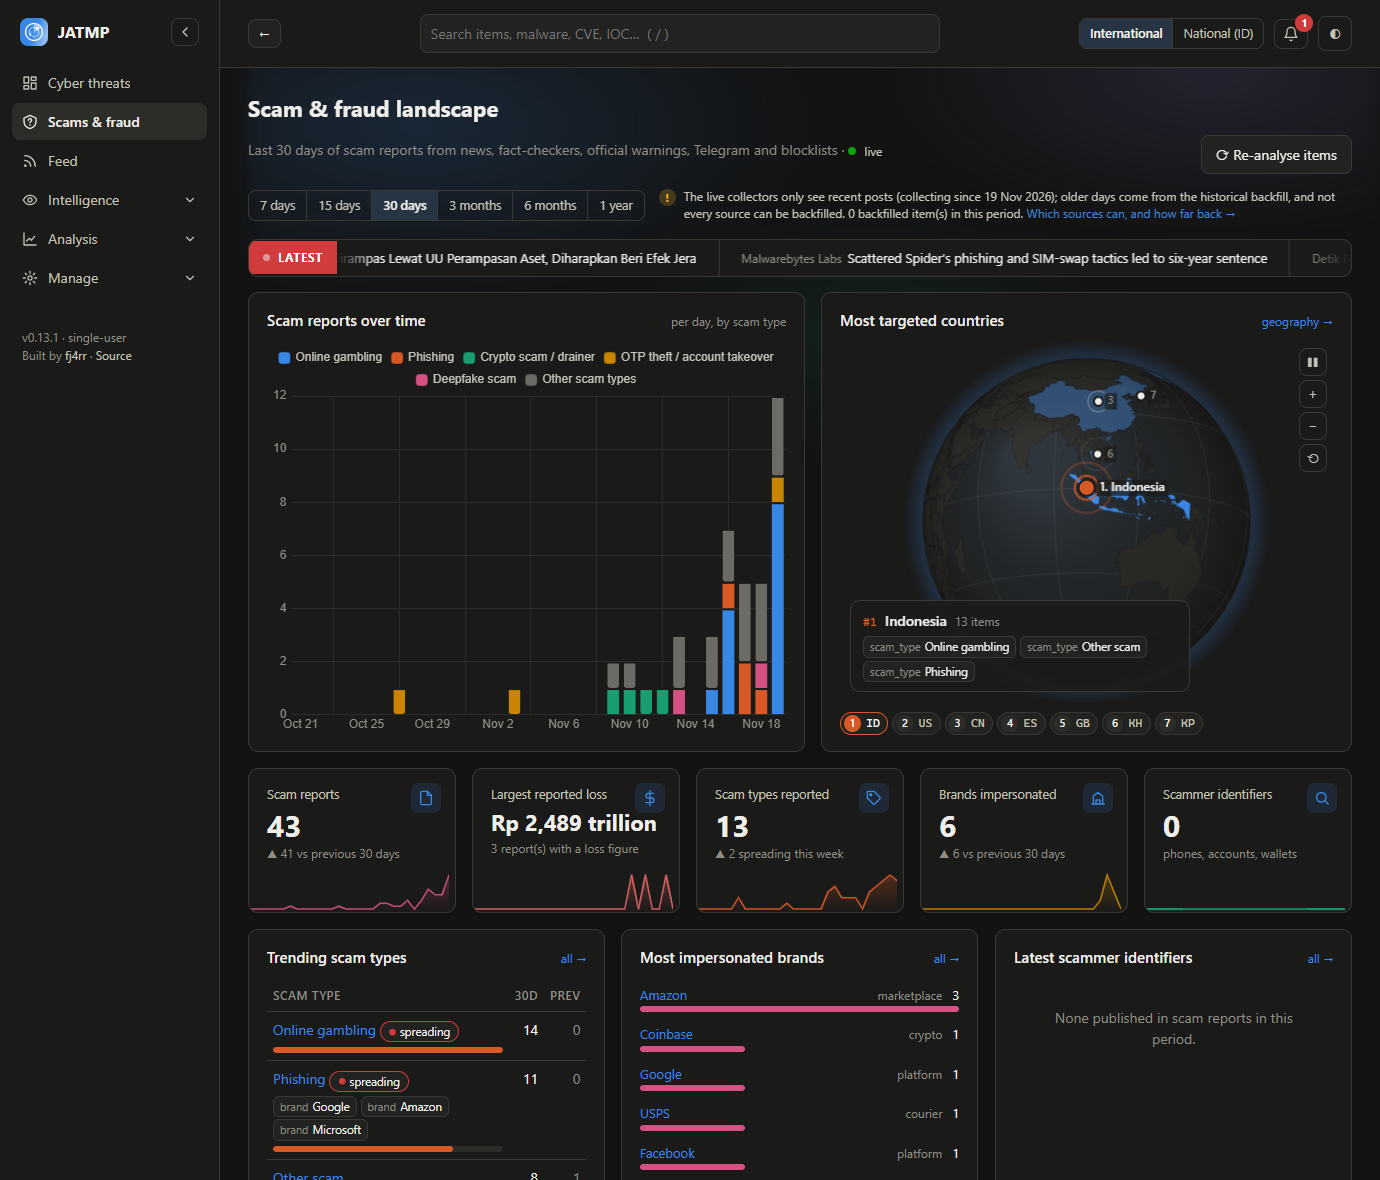 JATMP
Cyber threats
Scams & fraud
Feed
Intelligence
Analysis
Manage
v0.13.1 · single-user
Built by fj4rr · Source
←
Search items, malware, CVE, IOC... ( / )
International
National (ID)
1
Scam & fraud landscape
Last 30 days of scam reports from news, fact-checkers, official warnings, Telegram and blocklists · live
Re-analyse items
7 days
15 days
30 days
3 months
6 months
1 year
! The live collectors only see recent posts (collecting since 19 Nov 2026); older days come from the historical backfill, and not
every source can be backfilled. 0 backfilled item(s) in this period. Which sources can, and how far back →
LATEST
Lewat UU Perampasan Aset, Diharapkan Beri Efek Jera
Malwarebytes Labs Scattered Spider's phishing and SIM-swap tactics led to six-year sentence
Detik
Scam reports over time
per day, by scam type
Online gambling
Phishing
Crypto scam / drainer
OTP theft / account takeover
Deepfake scam
Other scam types
12
10
8
6
4
2
0
Oct 21
Oct 25
Oct 29
Nov 2
Nov 6
Nov 10
Nov 14
Nov 18
Most targeted countries
geography →
3
7
6
1. Indonesia
+
−
#1 Indonesia 13 items
scam_type Online gambling
scam_type Other scam
scam_type Phishing
1 ID
2 US
3 CN
4 ES
5 GB
6 KH
7 KP
Scam reports
43
▲ 41 vs previous 30 days
Largest reported loss
$
Rp 2,489 trillion
3 report(s) with a loss figure
Scam types reported
13
▲ 2 spreading this week
Brands impersonated
6
▲ 6 vs previous 30 days
Scammer identifiers
0
phones, accounts, wallets
Trending scam types
all →
SCAM TYPE 30D PREV
Online gambling spreading 14 0
Phishing spreading 11 0
brand Google
brand Amazon
brand Microsoft
Other scam 8 1
Most impersonated brands
all →
Amazon marketplace 3
Coinbase crypto 1
Google platform 1
USPS courier 1
Facebook platform 1
Latest scammer identifiers
all →
None published in scam reports in this
period.